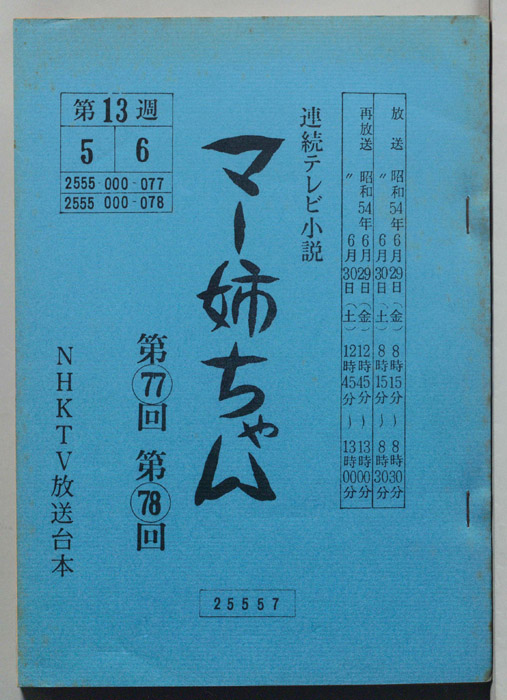 放送 昭和54年6月29日（金）8時15分〜8時30分
〃 6月30日（土）8時15分〜8時30分
再放送 昭和54年6月29日（金）12時45分〜13時00分
〃 6月30日（土）12時45分〜13時00分
連続テレビ小説
マー姉ちゃん
第77回 第78回
第13週
5 6
2555-000-077
2555 000-078
NHKTV放送台本
25557